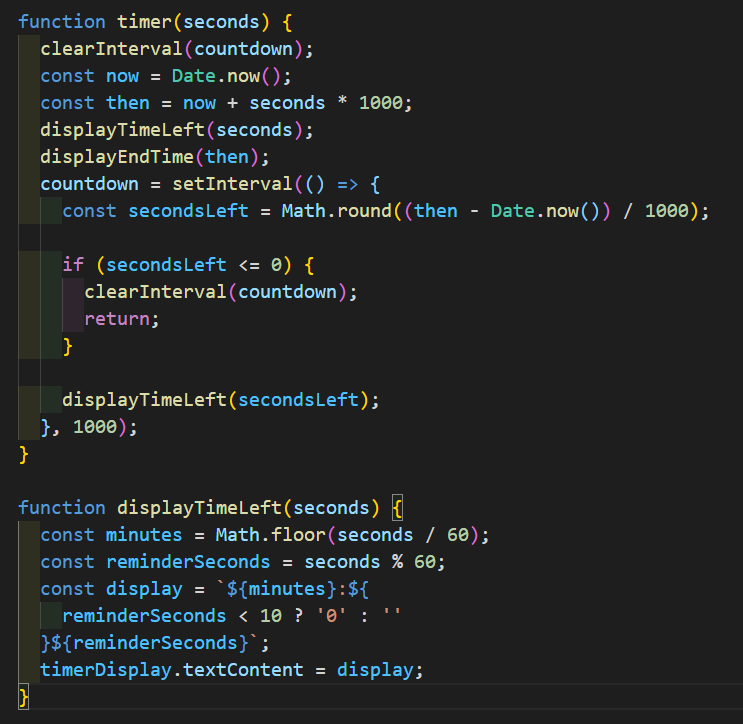 function timer(seconds) {
  clearInterval(countdown);
  const now = Date.now();
  const then = now + seconds * 1000;
  displayTimeLeft(seconds);
  displayEndTime(then);
  countdown = setInterval(() => {
    const secondsLeft = Math.round((then - Date.now()) / 1000);

    if (secondsLeft <= 0) {
      clearInterval(countdown);
      return;
    }

    displayTimeLeft(secondsLeft);
  }, 1000);
}

function displayTimeLeft(seconds) {
  const minutes = Math.floor(seconds / 60);
  const reminderSeconds = seconds % 60;
  const display = `${minutes}:${
    reminderSeconds < 10 ? '0' : ''
  }${reminderSeconds}`;
  timerDisplay.textContent = display;
}